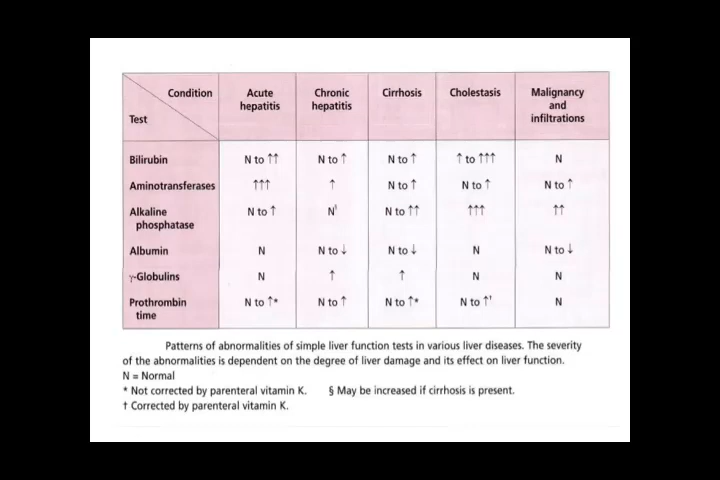 Condition
Test
Acute hepatitis
Chronic hepatitis
Cirrhosis
Cholestasis
Malignancy and infiltrations
Bilirubin N to ↑↑ N to ↑ N to ↑ ↑ to ↑↑↑ N
Aminotransferases ↑↑↑ ↑ N to ↑ N to ↑ N to ↑
Alkaline phosphatase N to ↑ N§ N to ↑↑ ↑↑↑ ↑↑
Albumin N N to ↓ N to ↓ N N to ↓
γ-Globulins N ↑ ↑ N N
Prothrombin time N to ↑* N to ↑ N to ↑* N to ↑† N
Patterns of abnormalities of simple liver function tests in various liver diseases. The severity
of the abnormalities is dependent on the degree of liver damage and its effect on liver function.
N = Normal
* Not corrected by parenteral vitamin K. § May be increased if cirrhosis is present.
† Corrected by parenteral vitamin K.